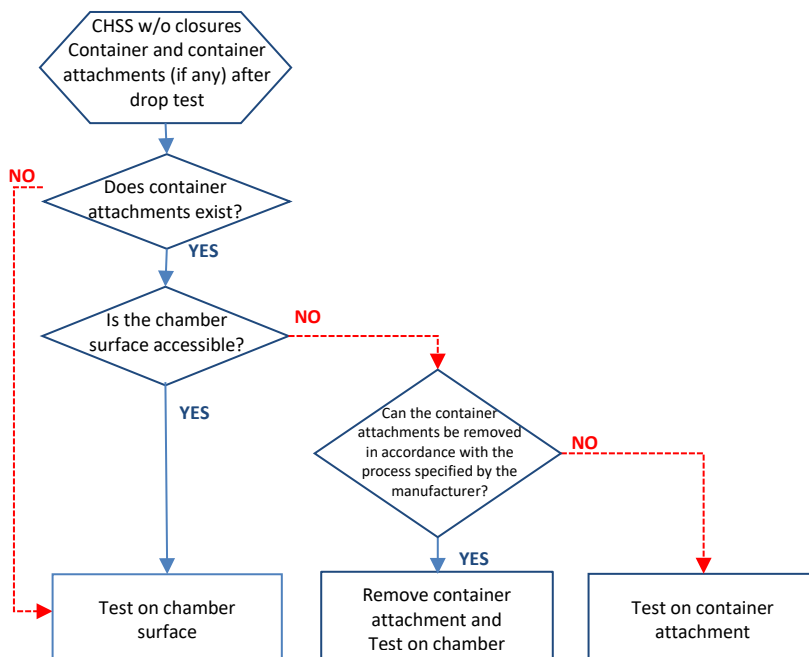 CHSS w/o closures
Container and container
attachments (if any) after
drop test
NO
Does container
attachments exist?
YES
Is the chamber
surface accessible?
NO
YES
Can the container
attachments be removed
in accordance with the
process specified by the
manufacturer?
NO
YES
Test on chamber
surface
Remove container
attachment and
Test on chamber
Test on container
attachment